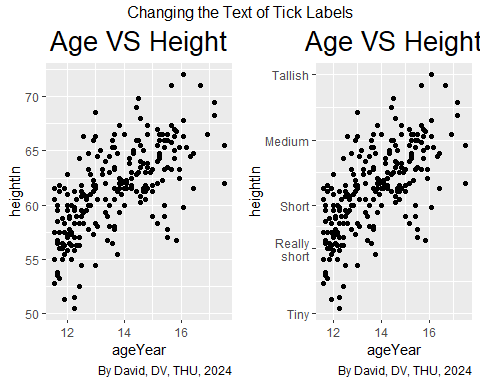 Changing the Text of Tick Labels
Age VS Height
heightIn
70
65
60
55
50
12
14
16
ageYear
By David, DV, THU, 2024
Age VS Height
heightIn
Tallish
Medium
Short
Really
short
Tiny
12
14
16
ageYear
By David, DV, THU, 2024